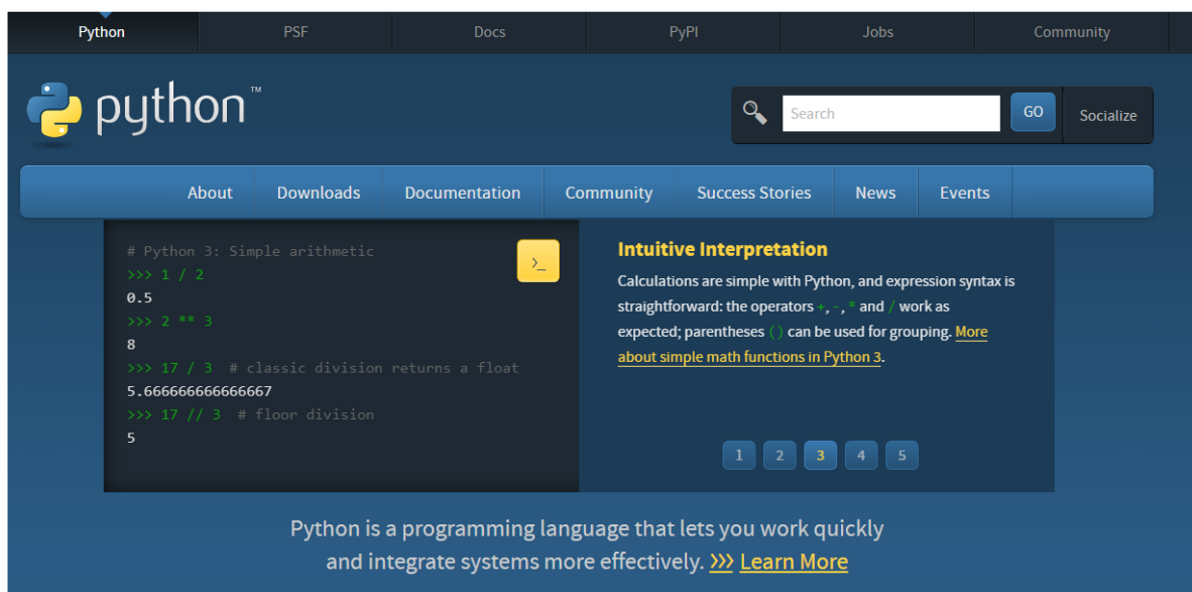 Python PSF Docs PyPI Jobs Community
python™
Search GO Socialize
About Downloads Documentation Community Success Stories News Events
# Python 3: Simple arithmetic
>>> 1 / 2
0.5
>>> 2 ** 3
8
>>> 17 / 3  # classic division returns a float
5.666666666666667
>>> 17 // 3  # floor division
5
>_
Intuitive Interpretation
Calculations are simple with Python, and expression syntax is
straightforward: the operators +, -, * and / work as
expected; parentheses () can be used for grouping. More
about simple math functions in Python 3.
1 2 3 4 5
Python is a programming language that lets you work quickly
and integrate systems more effectively. >>> Learn More